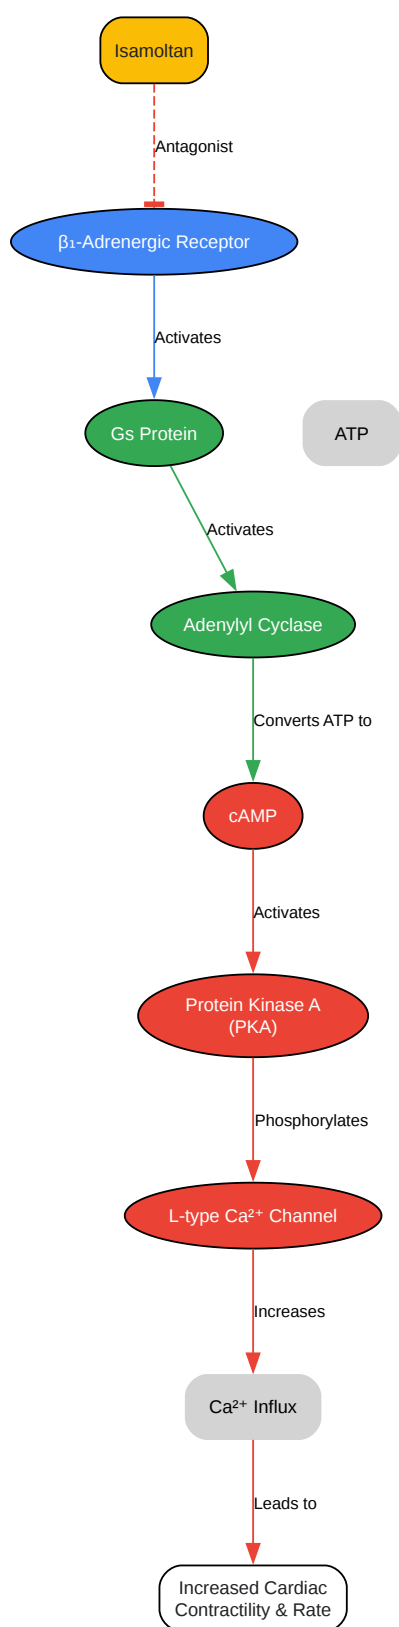 Isamoltan
Antagonist
β₁-Adrenergic Receptor
Activates
Gs Protein
ATP
Activates
Adenylyl Cyclase
Converts ATP to
cAMP
Activates
Protein Kinase A
(PKA)
Phosphorylates
L-type Ca²⁺ Channel
Increases
Ca²⁺ Influx
Leads to
Increased Cardiac
Contractility & Rate